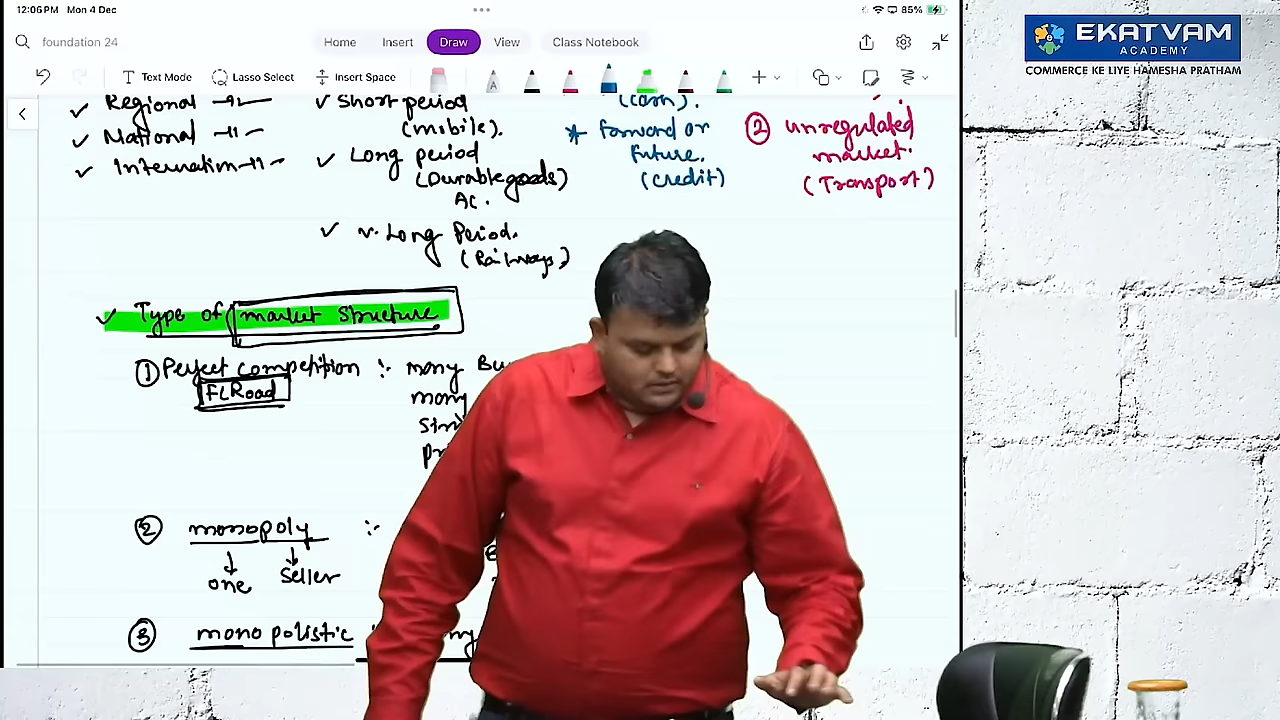 12:06PM Mon 4 Dec
85%
foundation 24
Home Insert Draw View Class Notebook
Text Mode Lasso Select Insert Space
EKATVAM
ACADEMY
COMMERCE KE LIYE HAMESHA PRATHAM
Regional
National
Short period
(mobile).
Long period
(Durable goods)
AC.
v. Long Period.
(Railways)
(cash).
* forward or
future.
(credit)
② unregulated
market.
(Transport)
Type of market Structure
① Perfect competition :- many
FC Road
many
② monopoly :-
one seller
③ mono polistic